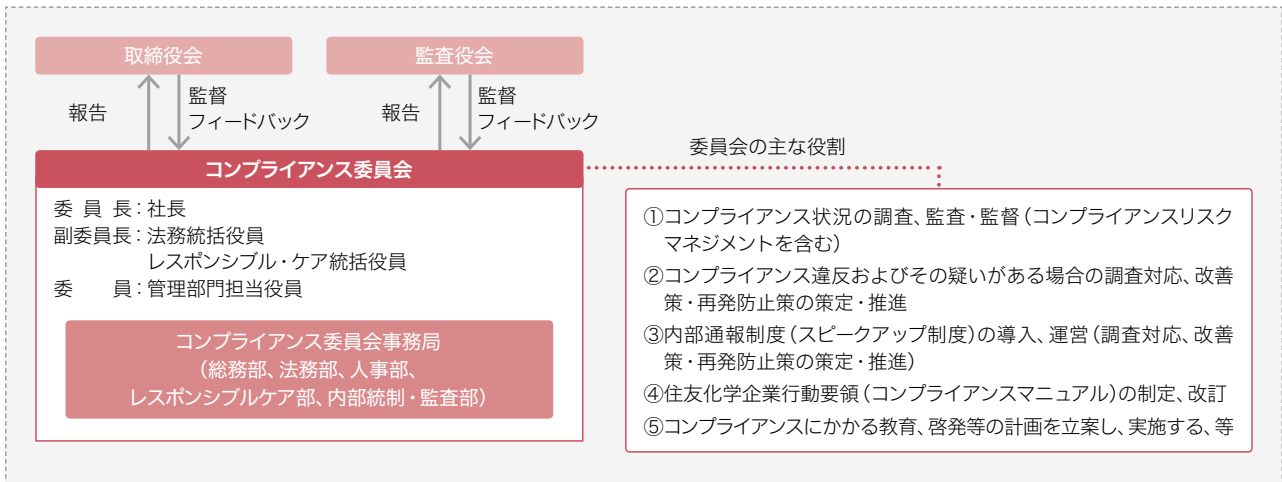 取締役会
監査役会
報告
監督
フィードバック
報告
監督
フィードバック
コンプライアンス委員会
委員長：社長
副委員長：法務統括役員
レスポンシブル・ケア統括役員
委員：管理部門担当役員
コンプライアンス委員会事務局
（総務部、法務部、人事部、
レスポンシブルケア部、内部統制・監査部）
委員会の主な役割
①コンプライアンス状況の調査、監査・監督（コンプライアンスリスク
マネジメントを含む）
②コンプライアンス違反およびその疑いがある場合の調査対応、改善
策・再発防止策の策定・推進
③内部通報制度（スピークアップ制度）の導入、運営（調査対応、改善
策・再発防止策の策定・推進）
④住友化学企業行動要領（コンプライアンスマニュアル）の制定、改訂
⑤コンプライアンスにかかる教育、啓発等の計画を立案し、実施する、等